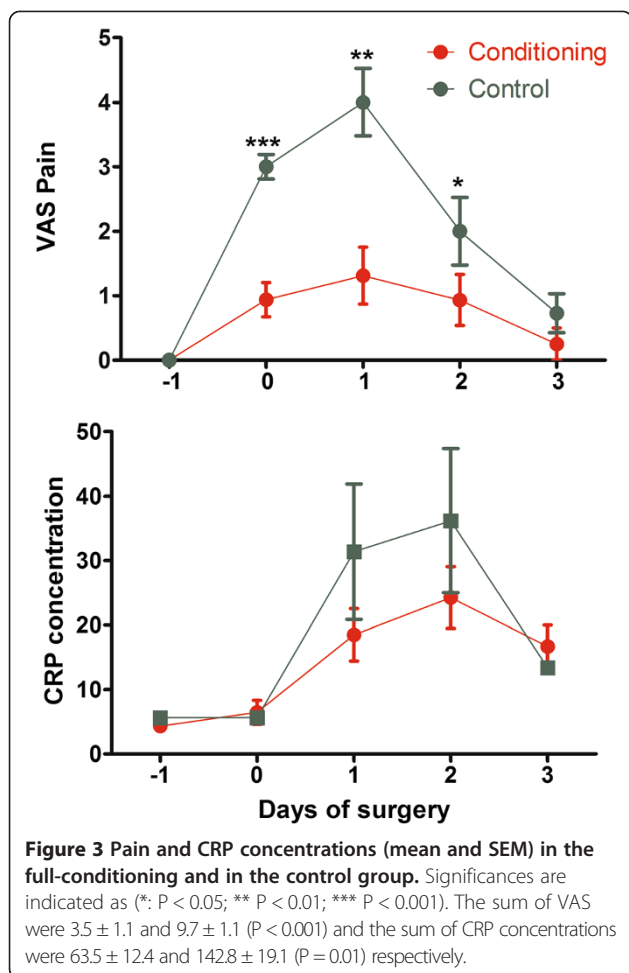 5
Conditioning
Control
4
3
2
1
0
VAS Pain
***
**
*
-1 0 1 2 3
50
40
30
20
10
0
CRP concentration
-1 0 1 2 3
Days of surgery
Figure 3 Pain and CRP concentrations (mean and SEM) in the
full-conditioning and in the control group. Significances are
indicated as (*: P < 0.05; ** P < 0.01; *** P < 0.001). The sum of VAS
were 3.5 ± 1.1 and 9.7 ± 1.1 (P < 0.001) and the sum of CRP concentrations
were 63.5 ± 12.4 and 142.8 ± 19.1 (P = 0.01) respectively.